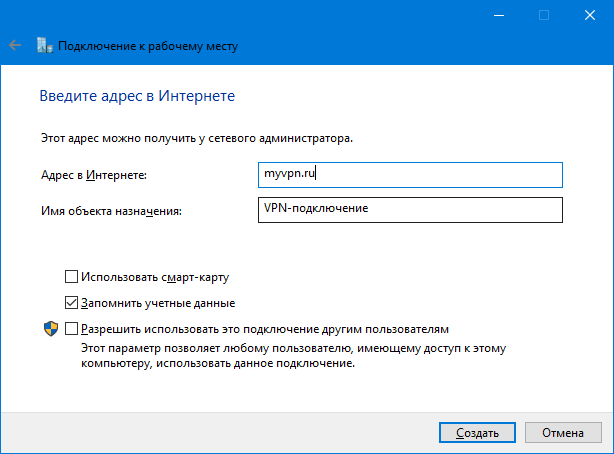 Подключение к рабочему месту
Введите адрес в Интернете
Этот адрес можно получить у сетевого администратора.
Адрес в Интернете:
myvpn.ru
Имя объекта назначения:
VPN-подключение
Использовать смарт-карту
Запомнить учетные данные
Разрешить использовать это подключение другим пользователям
Этот параметр позволяет любому пользователю, имеющему доступ к этому
компьютеру, использовать данное подключение.
Создать
Отмена